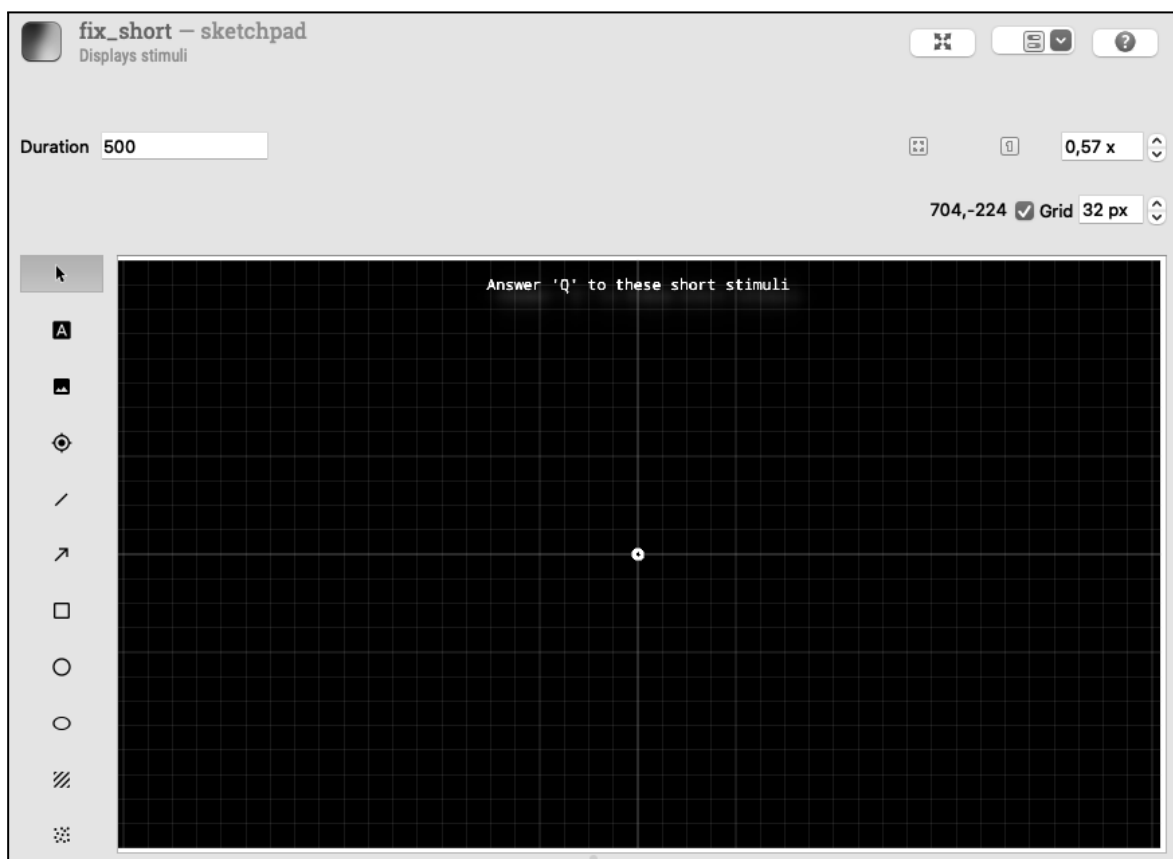 fix_short — sketchpad
Displays stimuli
Duration 500
0,57 x
704,-224 Grid 32 px
Answer 'Q' to these short stimuli